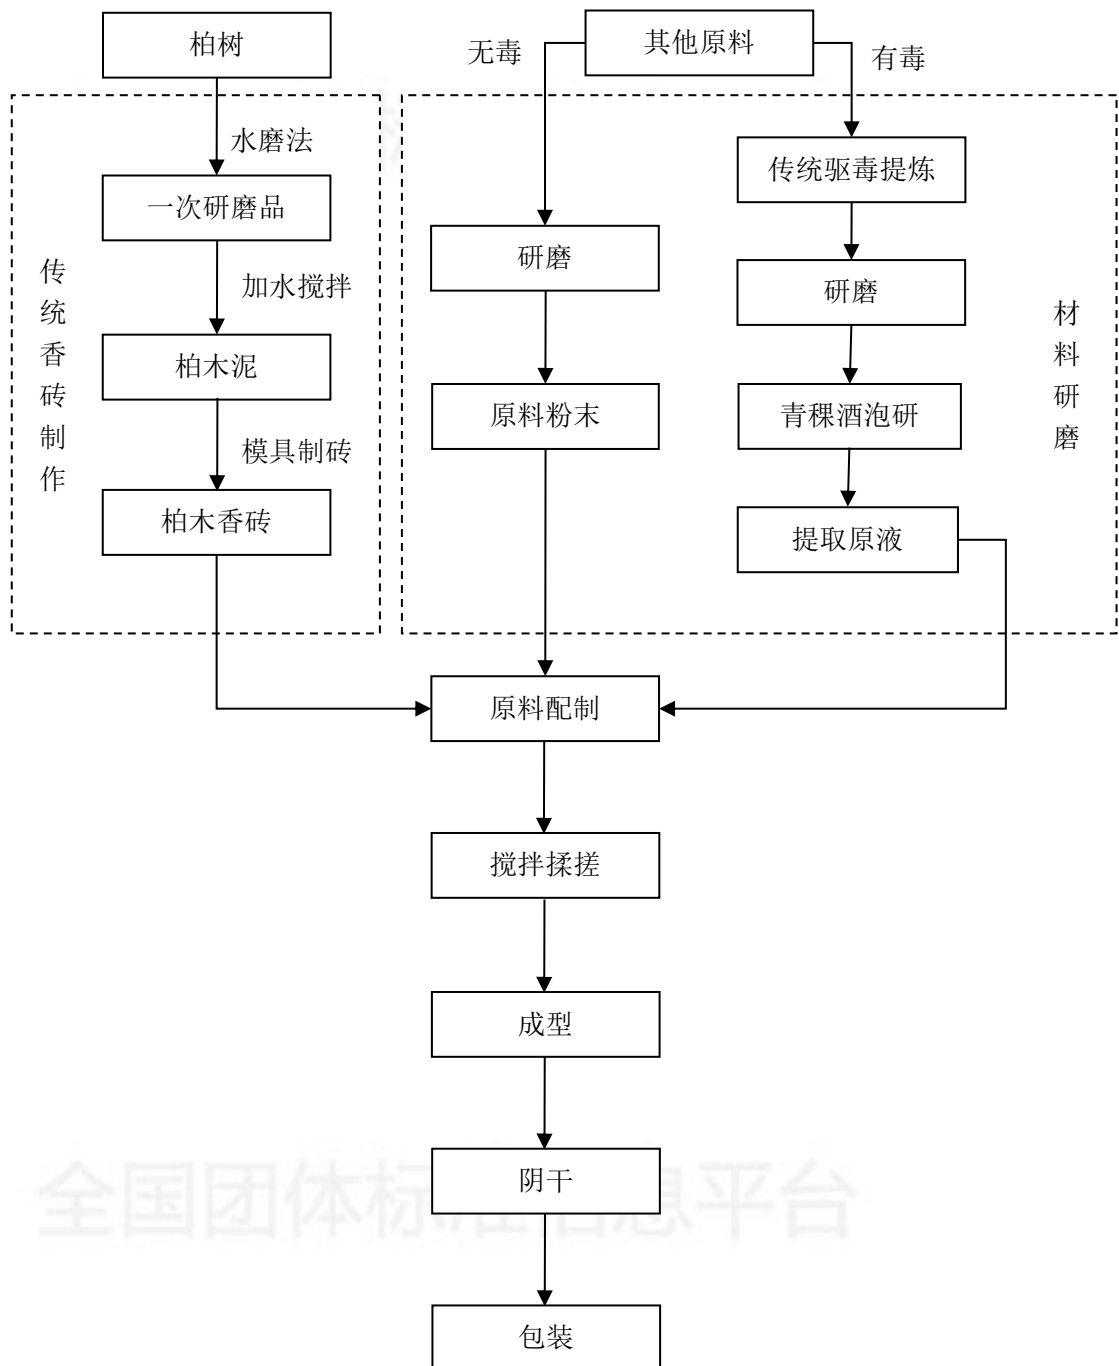 柏树
水磨法
一次研磨品
加水搅拌
柏木泥
模具制砖
柏木香砖
传统香砖制作
其他原料
无毒
有毒
研磨
原料粉末
传统驱毒提炼
研磨
青稞酒泡研
提取原液
材料研磨
原料配制
搅拌揉搓
成型
阴干
包装
全国团体标准信息平台